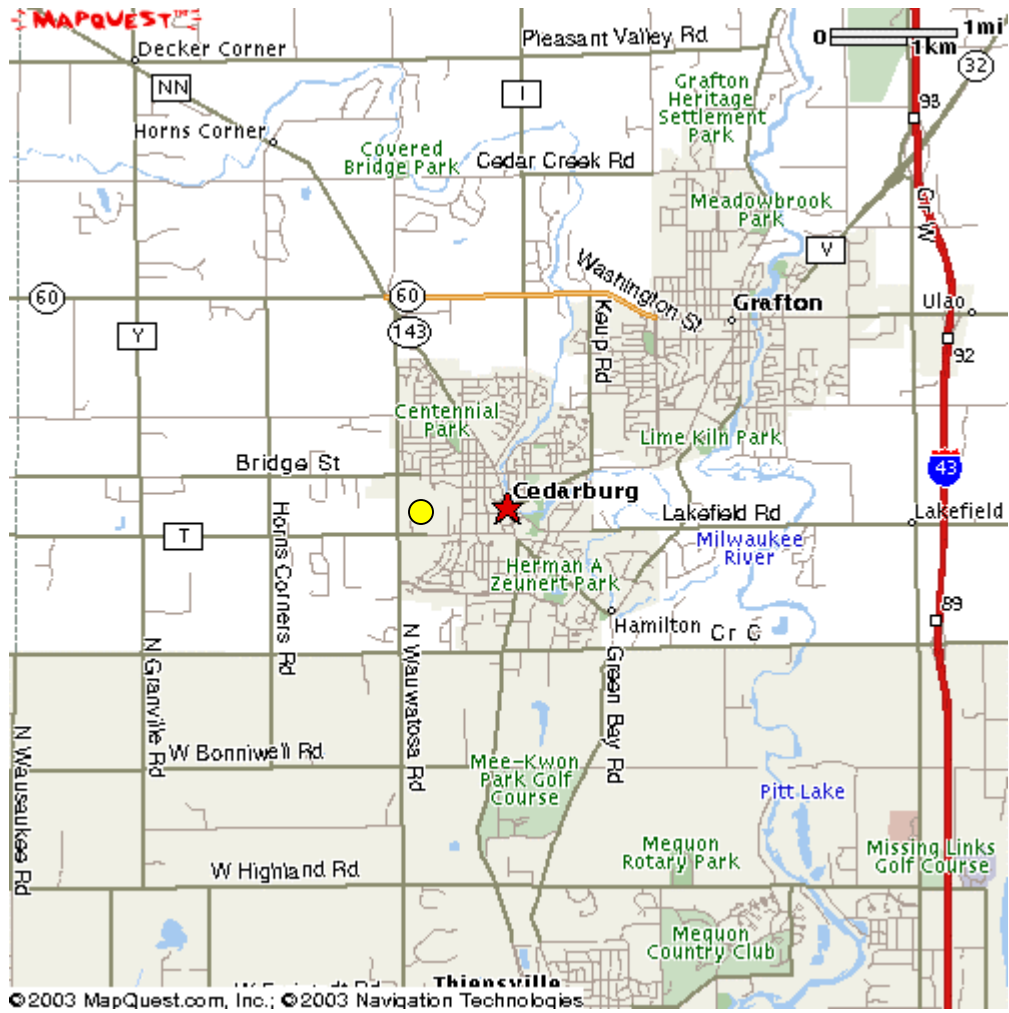 MAPQUEST
Decker Corner
Pleasant Valley Rd
0
1mi
1km
32
NN
I
Grafton
Heritage
Settlement
Park
93
Horns Corner
Covered
Bridge Park
Cedar Creek Rd
Meadowbrook
Park
Gr W
V
Washington St
60
60
Grafton
Ulao
Y
143
Kaup Rd
92
Centennial
Park
Lime Kiln Park
Bridge St
43
Cedarburg
Horns Corners Rd
Lakefield Rd
Lakefield
T
Milwaukee
River
Herman A
Zeunert Park
89
Hamilton
Cr C
N Granville Rd
N Wauwatosa Rd
Green Bay Rd
N Wausaukee Rd
W Bonniwell Rd
Mee-Kwon
Park Golf
Course
Pitt Lake
Mequon
Rotary Park
Missing Links
Golf Course
W Highland Rd
Mequon
Country Club
Thiensville
©2003 MapQuest.com, Inc.; ©2003 Navigation Technologies